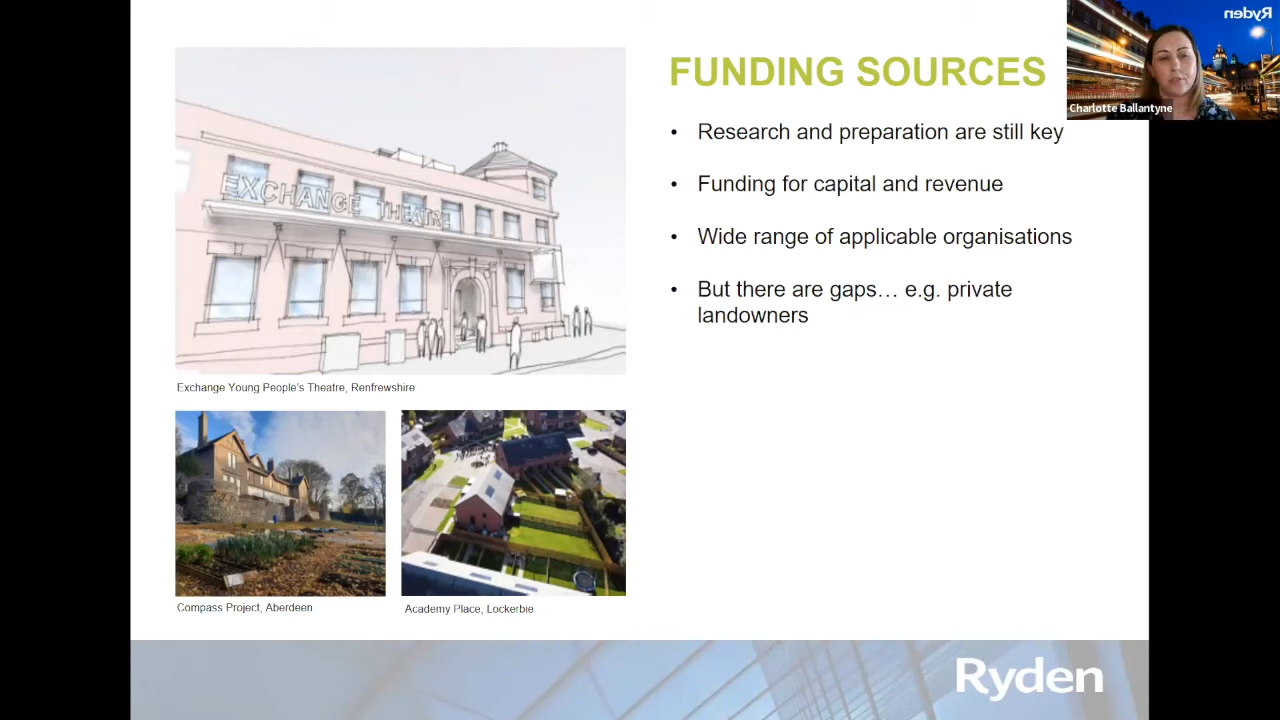 EXCHANGE THEATRE
Exchange Young People's Theatre, Renfrewshire
Compass Project, Aberdeen
Academy Place, Lockerbie
FUNDING SOURCES
• Research and preparation are still key
• Funding for capital and revenue
• Wide range of applicable organisations
• But there are gaps… e.g. private
landowners
Ryden
Charlotte Ballantyne
Ryden